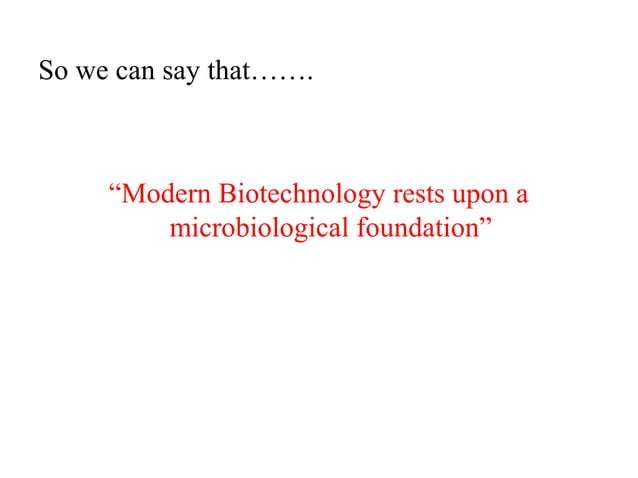 So we can say that…….
“Modern Biotechnology rests upon a
microbiological foundation”